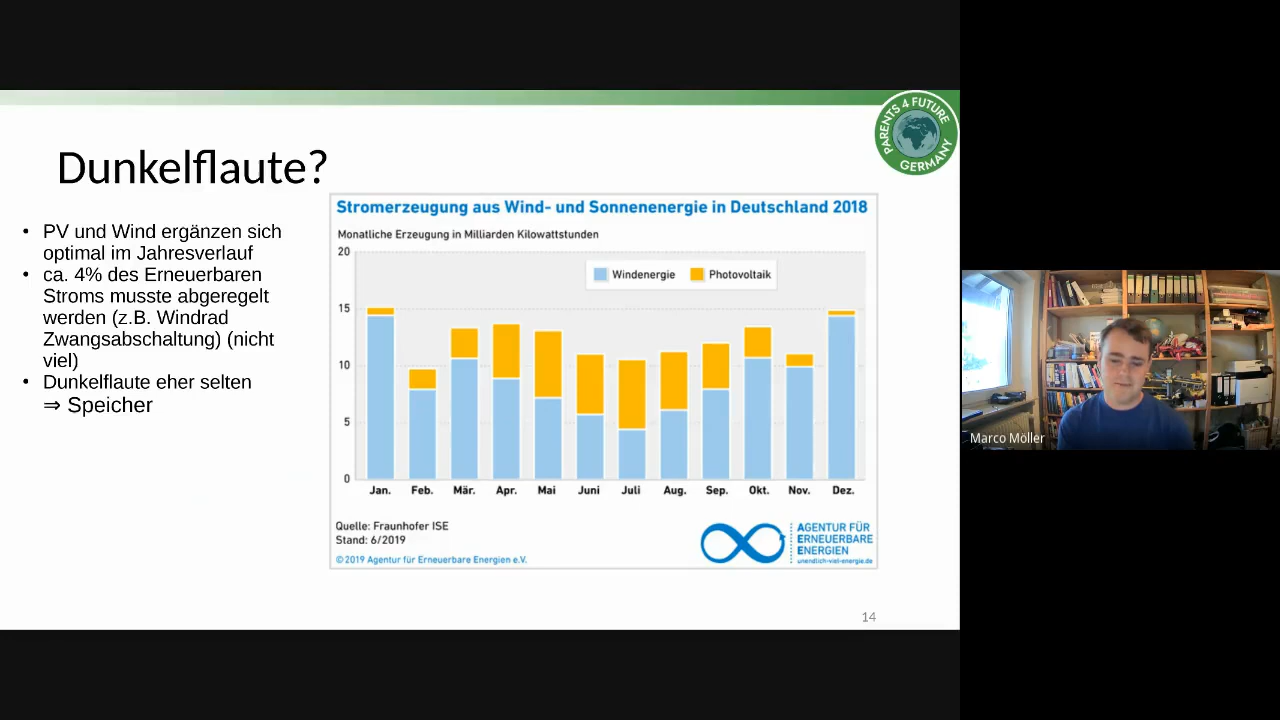 PARENTS 4 FUTURE
GERMANY
Dunkelflaute?
• PV und Wind ergänzen sich
optimal im Jahresverlauf
• ca. 4% des Erneuerbaren
Stroms musste abgeregelt
werden (z.B. Windrad
Zwangsabschaltung) (nicht
viel)
• Dunkelflaute eher selten
⇒ Speicher
Stromerzeugung aus Wind- und Sonnenenergie in Deutschland 2018
Monatliche Erzeugung in Milliarden Kilowattstunden
20
Windenergie Photovoltaik
15
10
5
0
Jan. Feb. Mär. Apr. Mai Juni Juli Aug. Sep. Okt. Nov. Dez.
Quelle: Fraunhofer ISE
Stand: 6/2019
© 2019 Agentur für Erneuerbare Energien e.V.
AGENTUR FÜR
ERNEUERBARE
ENERGIEN
unendlich-viel-energie.de
14
Marco Möller